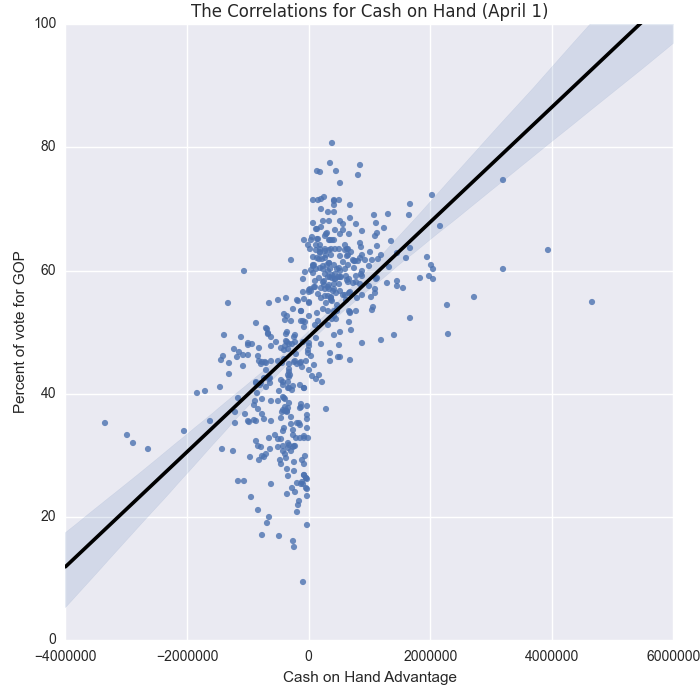 The Correlations for Cash on Hand (April 1)
100
80
60
40
20
0
Percent of vote for GOP
−4000000 −2000000 0 2000000 4000000 6000000
Cash on Hand Advantage